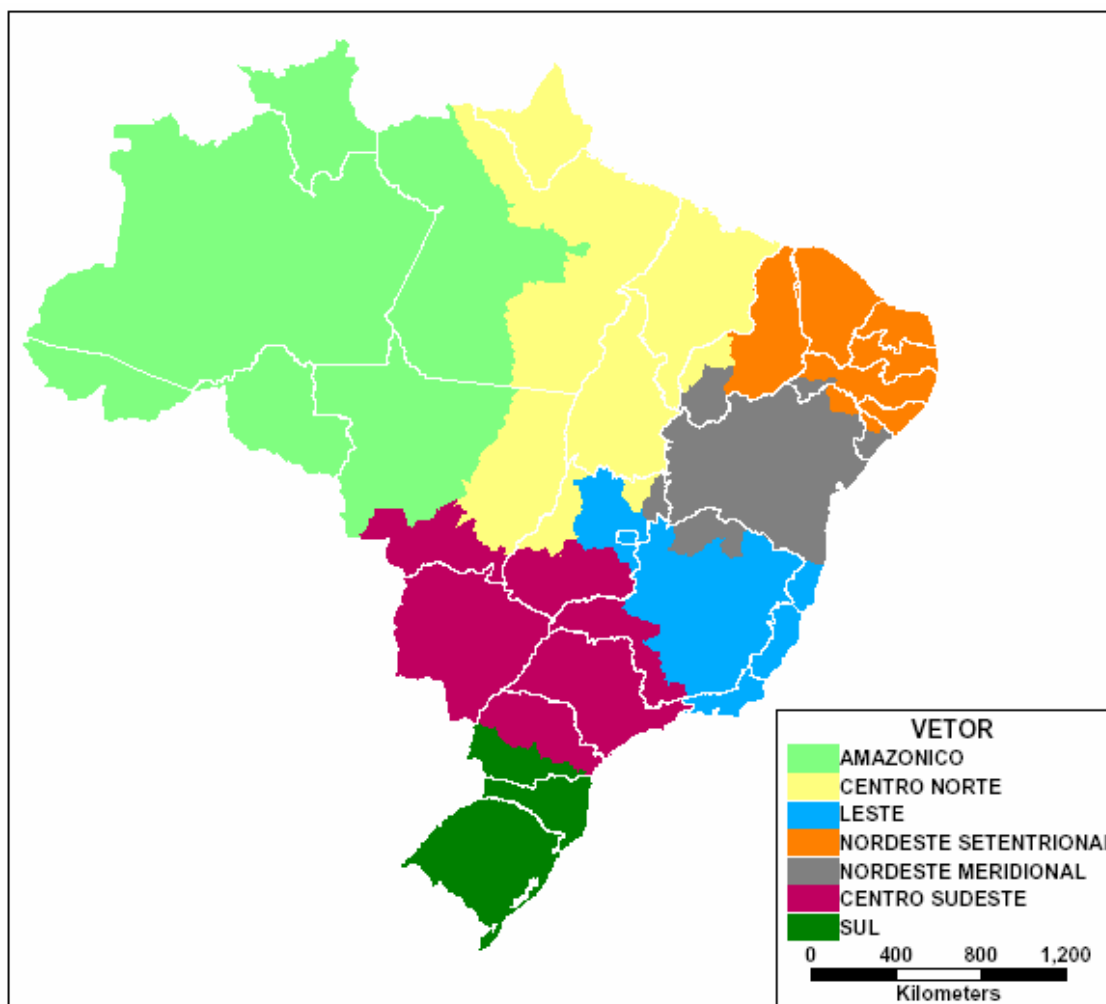 VETOR
AMAZONICO
CENTRO NORTE
LESTE
NORDESTE SETENTRIONAL
NORDESTE MERIDIONAL
CENTRO SUDESTE
SUL
0 400 800 1,200
Kilometers